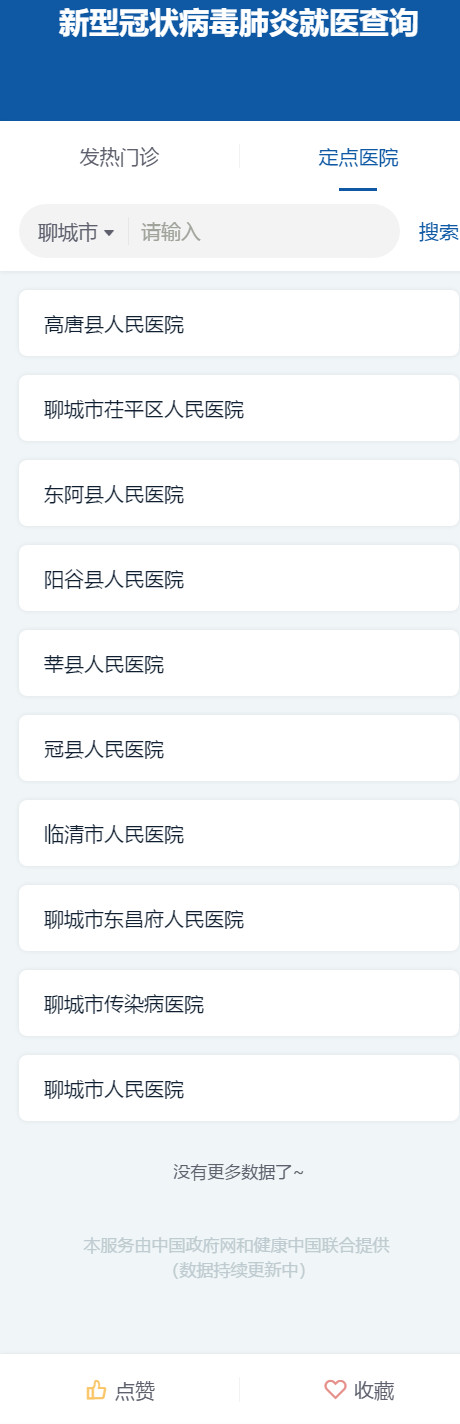 新型冠状病毒肺炎就医查询
发热门诊 定点医院
聊城市 请输入 搜索
高唐县人民医院
聊城市茌平区人民医院
东阿县人民医院
阳谷县人民医院
莘县人民医院
冠县人民医院
临清市人民医院
聊城市东昌府人民医院
聊城市传染病医院
聊城市人民医院
没有更多数据了~
本服务由中国政府网和健康中国联合提供
（数据持续更新中）
点赞 收藏